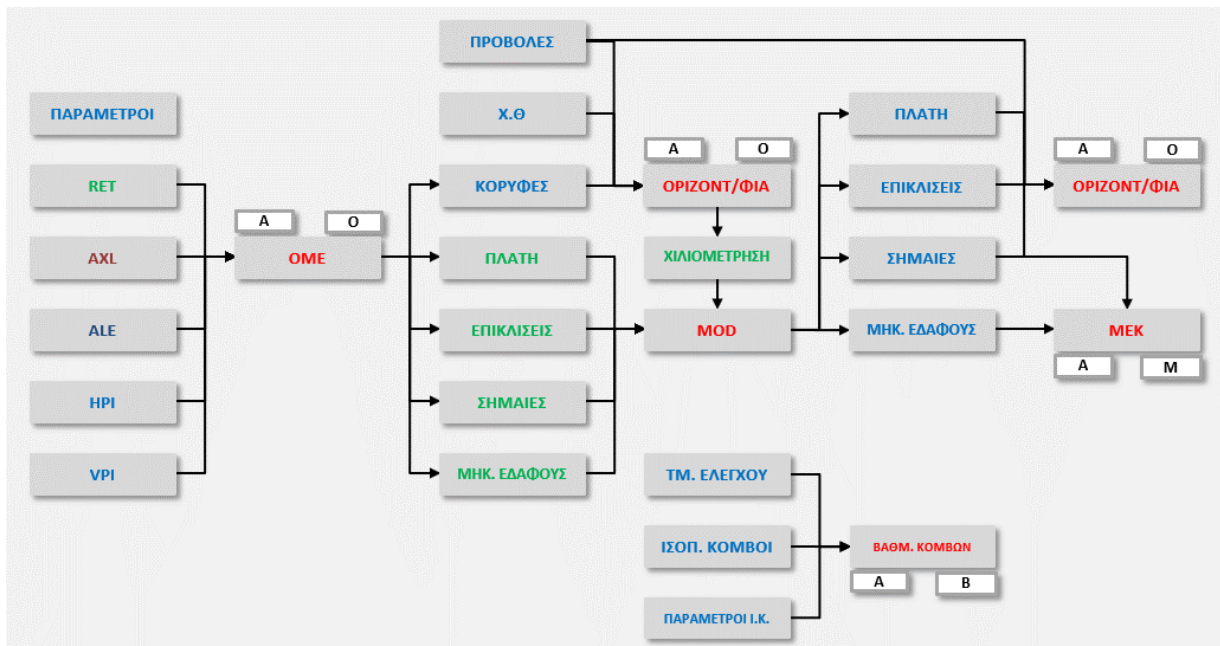 ΠΡΟΒΟΛΕΣ
ΠΑΡΑΜΕΤΡΟΙ
Χ.Θ
ΠΛΑΤΗ
Α
Ο
Α
Ο
RET
ΚΟΡΥΦΕΣ
ΟΡΙΖΟΝΤ/ΦΙΑ
ΕΠΙΚΛΙΣΕΙΣ
ΟΡΙΖΟΝΤ/ΦΙΑ
Α
Ο
AXL
ΟΜΕ
ΠΛΑΤΗ
ΧΙΛΙΟΜΕΤΡΗΣΗ
ΣΗΜΑΙΕΣ
ALE
ΕΠΙΚΛΙΣΕΙΣ
MOD
ΜΗΚ. ΕΔΑΦΟΥΣ
ΜΕΚ
Α
Μ
HPI
ΣΗΜΑΙΕΣ
VPI
ΜΗΚ. ΕΔΑΦΟΥΣ
ΤΜ. ΕΛΕΓΧΟΥ
ΙΣΟΠ. ΚΟΜΒΟΙ
ΒΑΘΜ. ΚΟΜΒΩΝ
Α
Β
ΠΑΡΑΜΕΤΡΟΙ Ι.Κ.